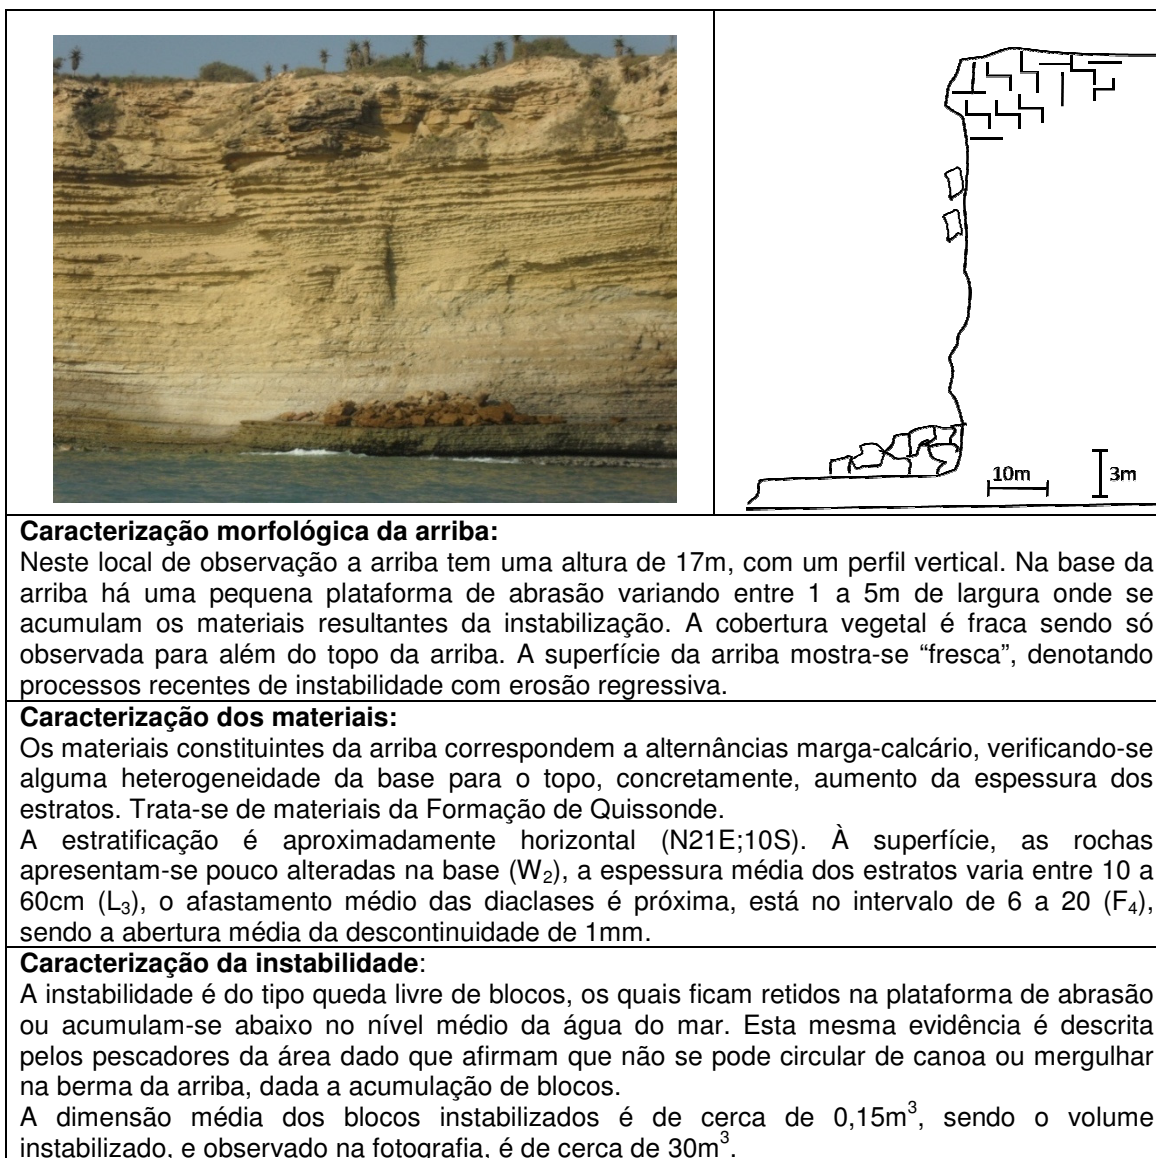 10m
3m
Caracterização morfológica da arriba:
Neste local de observação a arriba tem uma altura de 17m, com um perfil vertical. Na base da
arriba há uma pequena plataforma de abrasão variando entre 1 a 5m de largura onde se
acumulam os materiais resultantes da instabilização. A cobertura vegetal é fraca sendo só
observada para além do topo da arriba. A superfície da arriba mostra-se “fresca”, denotando
processos recentes de instabilidade com erosão regressiva.
Caracterização dos materiais:
Os materiais constituintes da arriba correspondem a alternâncias marga-calcário, verificando-se
alguma heterogeneidade da base para o topo, concretamente, aumento da espessura dos
estratos. Trata-se de materiais da Formação de Quissonde.
A estratificação é aproximadamente horizontal (N21E;10S). À superfície, as rochas
apresentam-se pouco alteradas na base (W₂), a espessura média dos estratos varia entre 10 a
60cm (L₃), o afastamento médio das diaclases é próxima, está no intervalo de 6 a 20 (F₄),
sendo a abertura média da descontinuidade de 1mm.
Caracterização da instabilidade:
A instabilidade é do tipo queda livre de blocos, os quais ficam retidos na plataforma de abrasão
ou acumulam-se abaixo no nível médio da água do mar. Esta mesma evidência é descrita
pelos pescadores da área dado que afirmam que não se pode circular de canoa ou mergulhar
na berma da arriba, dada a acumulação de blocos.
A dimensão média dos blocos instabilizados é de cerca de 0,15m³, sendo o volume
instabilizado, e observado na fotografia, é de cerca de 30m³.